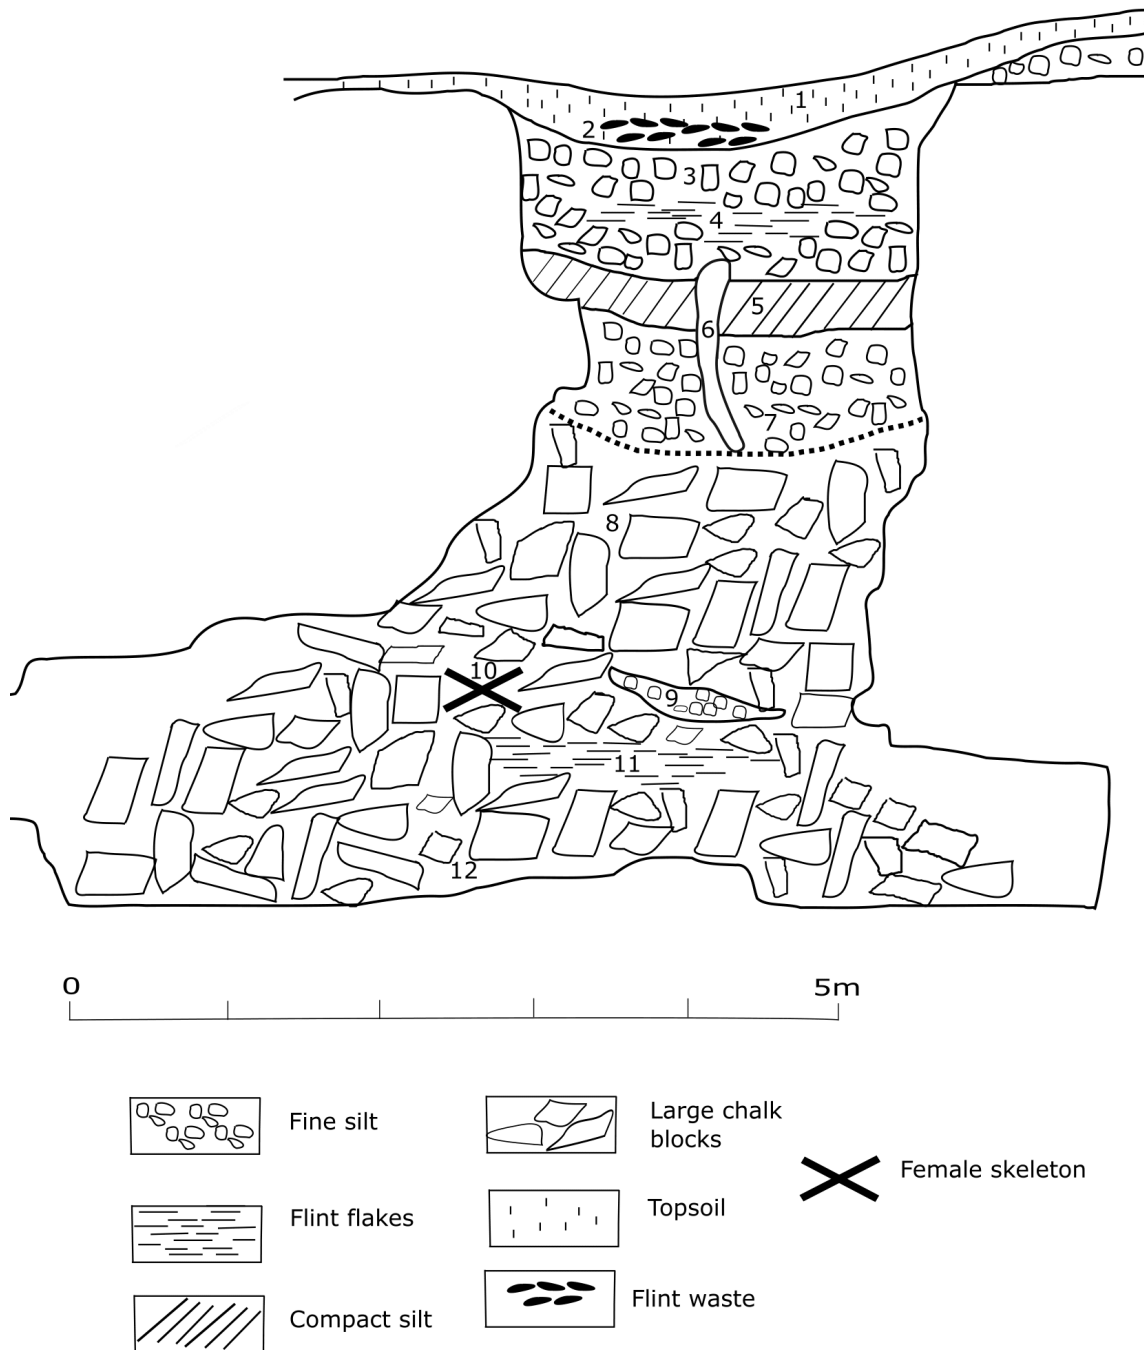 1
2
3
4
5
6
7
8
9
10
11
12
0 5m
Fine silt
Flint flakes
Compact silt
Large chalk
blocks
Topsoil
Flint waste
Female skeleton